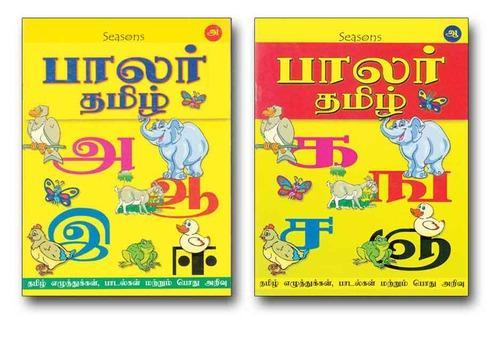 Seasons
அ
பாலர்
தமிழ்
அ
ஆ
இ
ஈ
தமிழ் எழுத்துக்கள், பாடல்கள் மற்றும் பொது அறிவு
Seasons
ஆ
பாலர்
தமிழ்
க
ங
ச
ஞ
தமிழ் எழுத்துக்கள், பாடல்கள் மற்றும் பொது அறிவு